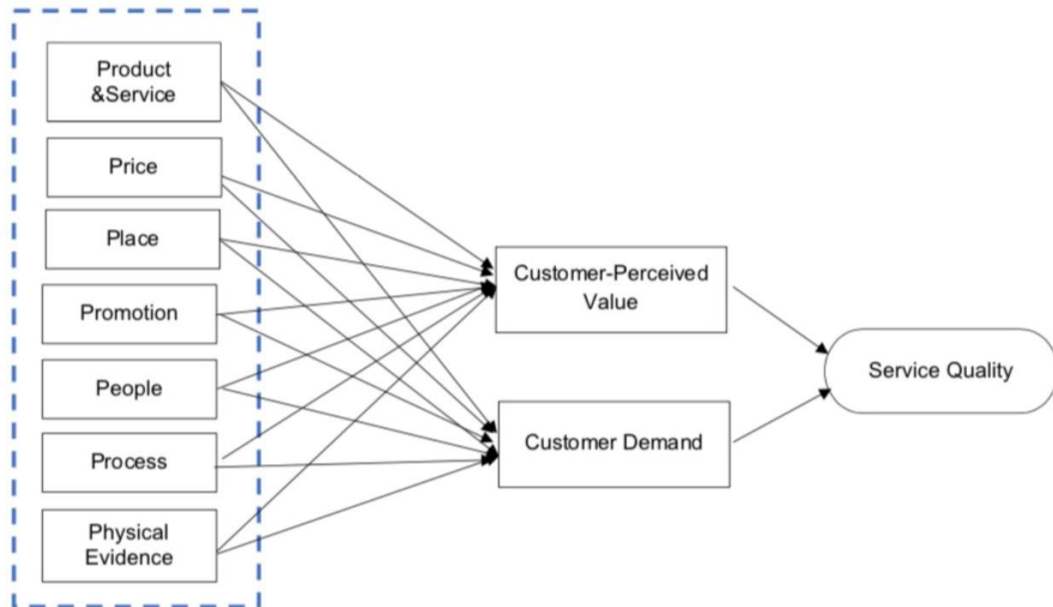 Product
&Service
Price
Place
Promotion
People
Process
Physical
Evidence
Customer-Perceived
Value
Customer Demand
Service Quality